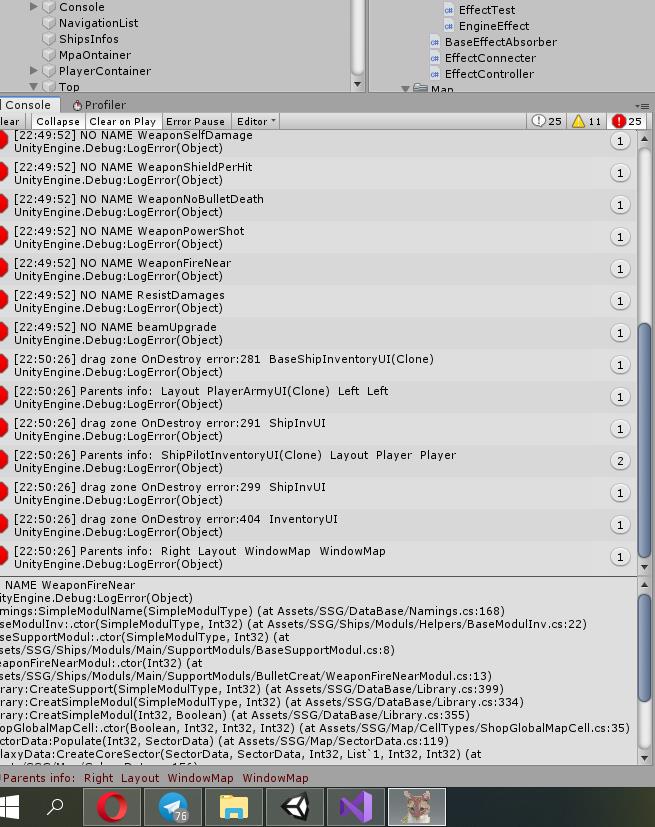 Console
NavigationList
ShipsInfos
MpaOntainer
PlayerContainer
Top
EffectTest
EngineEffect
BaseEffectAbsorber
EffectConnecter
EffectController
Map
Console Profiler
lear Collapse Clear on Play Error Pause Editor 25 11 25
[22:49:52] NO NAME WeaponSelfDamage
UnityEngine.Debug:LogError(Object) 1
[22:49:52] NO NAME WeaponShieldPerHit
UnityEngine.Debug:LogError(Object) 1
[22:49:52] NO NAME WeaponNoBulletDeath
UnityEngine.Debug:LogError(Object) 1
[22:49:52] NO NAME WeaponPowerShot
UnityEngine.Debug:LogError(Object) 1
[22:49:52] NO NAME WeaponFireNear
UnityEngine.Debug:LogError(Object) 1
[22:49:52] NO NAME ResistDamages
UnityEngine.Debug:LogError(Object) 1
[22:49:52] NO NAME beamUpgrade
UnityEngine.Debug:LogError(Object) 1
[22:50:26] drag zone OnDestroy error:281 BaseShipInventoryUI(Clone)
UnityEngine.Debug:LogError(Object) 1
[22:50:26] Parents info: Layout PlayerArmyUI(Clone) Left Left
UnityEngine.Debug:LogError(Object) 1
[22:50:26] drag zone OnDestroy error:291 ShipInvUI
UnityEngine.Debug:LogError(Object) 1
[22:50:26] Parents info: ShipPilotInventoryUI(Clone) Layout Player Player
UnityEngine.Debug:LogError(Object) 2
[22:50:26] drag zone OnDestroy error:299 ShipInvUI
UnityEngine.Debug:LogError(Object) 1
[22:50:26] drag zone OnDestroy error:404 InventoryUI
UnityEngine.Debug:LogError(Object) 1
[22:50:26] Parents info: Right Layout WindowMap WindowMap
UnityEngine.Debug:LogError(Object) 1
NAME WeaponFireNear
ityEngine.Debug:LogError(Object)
amings:SimpleModulName(SimpleModulType) (at Assets/SSG/DataBase/Namings.cs:168)
aseModulInv:.ctor(SimpleModulType, Int32) (at Assets/SSG/Ships/Moduls/Helpers/BaseModulInv.cs:22)
aseSupportModul:.ctor(SimpleModulType, Int32) (at
sets/SSG/Ships/Moduls/Main/SupportModuls/BaseSupportModul.cs:8)
eaponFireNearModul:.ctor(Int32) (at
sets/SSG/Ships/Moduls/Main/SupportModuls/BulletCreat/WeaponFireNearModul.cs:13)
brary:CreateSupport(SimpleModulType, Int32) (at Assets/SSG/DataBase/Library.cs:399)
brary:CreatSimpleModul(SimpleModulType, Int32) (at Assets/SSG/DataBase/Library.cs:334)
brary:CreatSimpleModul(Int32, Boolean) (at Assets/SSG/DataBase/Library.cs:355)
hopGlobalMapCell:.ctor(Boolean, Int32, Int32, Int32) (at Assets/SSG/Map/CellTypes/ShopGlobalMapCell.cs:35)
ectorData:Populate(Int32, SectorData) (at Assets/SSG/Map/SectorData.cs:119)
alaxyData:CreateCoreSector(SectorData, SectorData, Int32, List`1, Int32, Int32) (at
Parents info: Right Layout WindowMap WindowMap
76